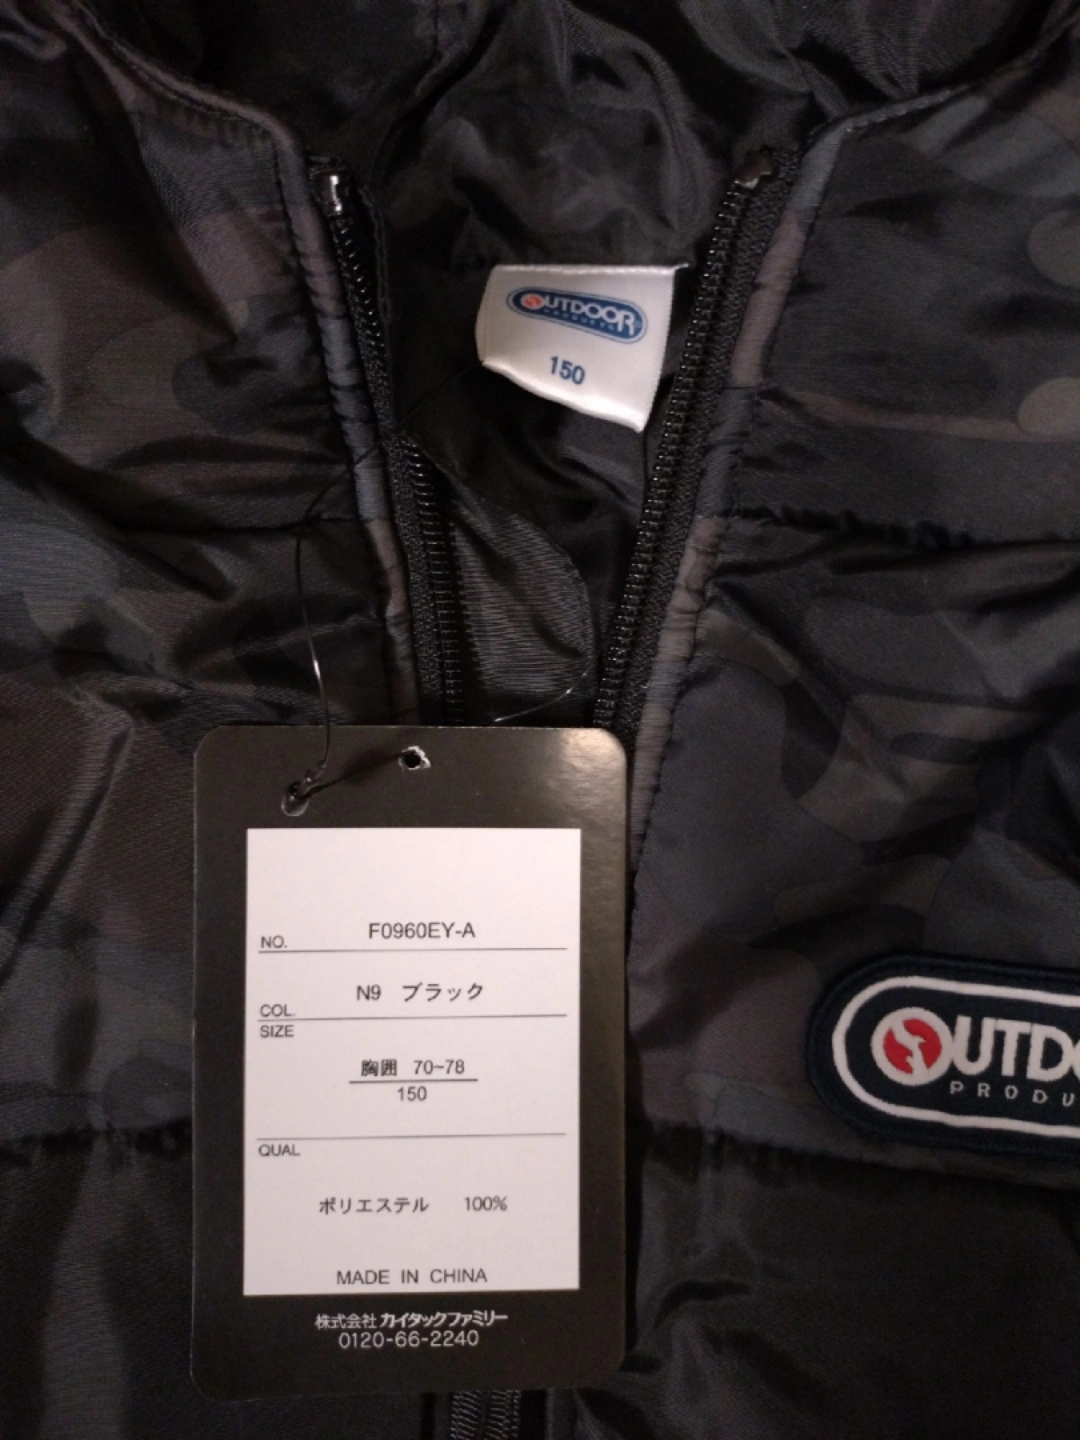 OUTDOOR
PRODUCTS
150
NO. F0960EY-A
COL. N9 ブラック
SIZE
胸囲 70~78
150
QUAL
ポリエステル 100%
MADE IN CHINA
株式会社カイタックファミリー
0120-66-2240
OUTDO
PRODU